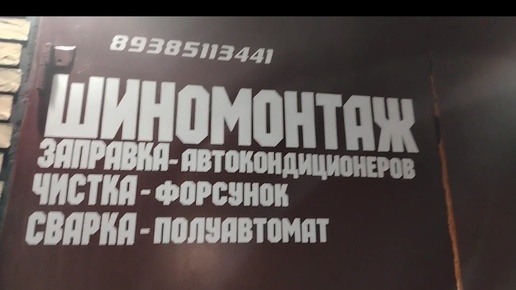 89385113441
ШИНОМОНТАЖ
ЗАПРАВКА-АВТОКОНДИЦИОНЕРОВ
ЧИСТКА-ФОРСУНОК
СВАРКА-ПОЛУАВТОМАТ